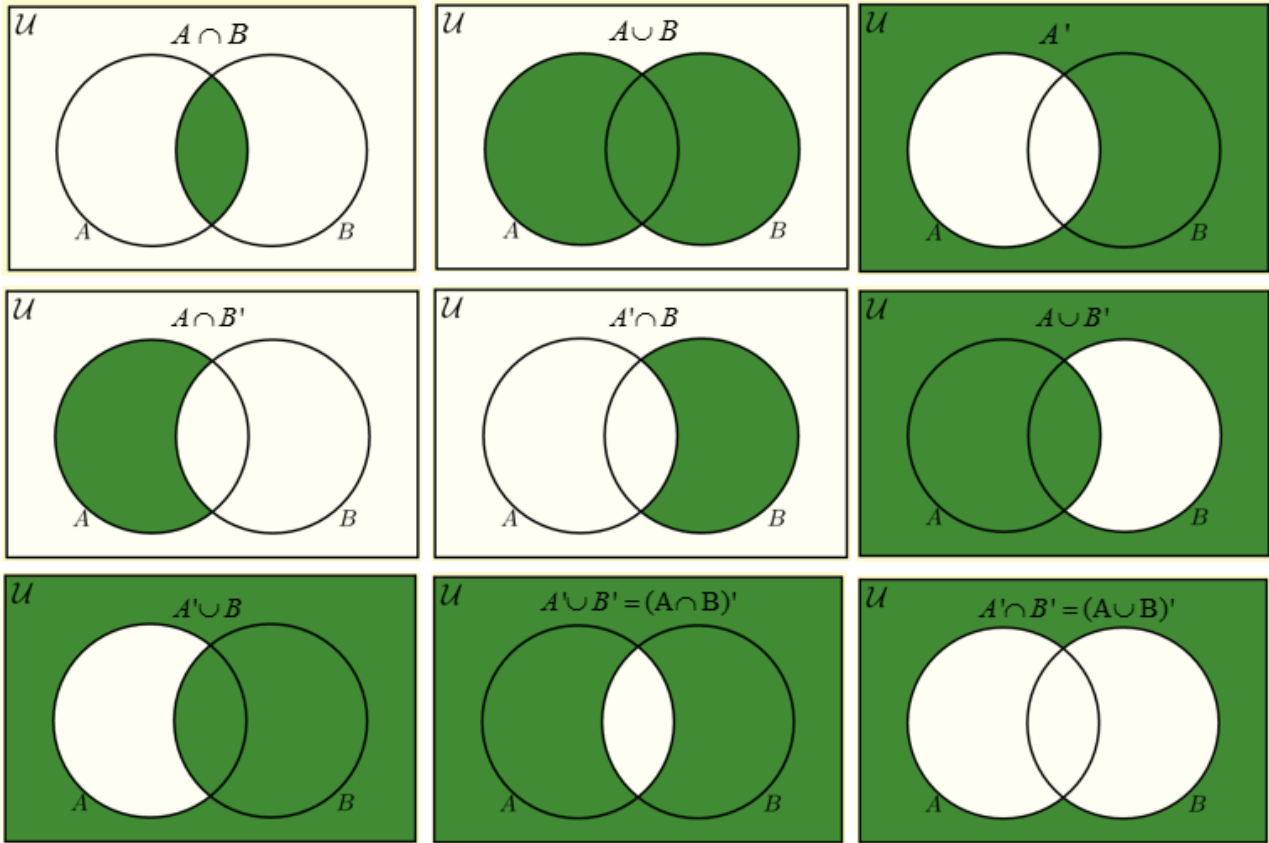 𝒰
A ∩ B
A B
𝒰
A ∪ B
A B
𝒰
A'
A B
𝒰
A ∩ B'
A B
𝒰
A' ∩ B
A B
𝒰
A ∪ B'
A B
𝒰
A' ∪ B
A B
𝒰
A' ∪ B' = (A ∩ B)'
A B
𝒰
A' ∩ B' = (A ∪ B)'
A B